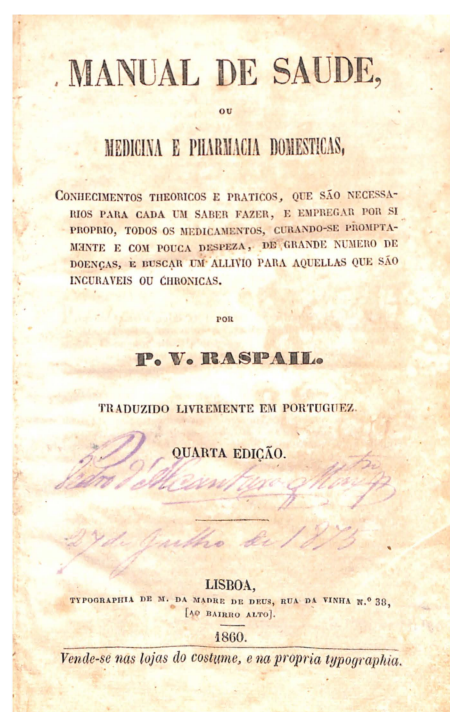 MANUAL DE SAUDE,
OU
MEDICINA E PHARMACIA DOMESTICAS,
CONHECIMENTOS THEORICOS E PRATICOS, QUE SÃO NECESSA-
RIOS PARA CADA UM SABER FAZER, E EMPREGAR POR SI
PROPRIO, TODOS OS MEDICAMENTOS, CURANDO-SE PROMPTA-
MENTE E COM POUCA DESPEZA, DE GRANDE NUMERO DE
DOENÇAS, E BUSCAR UM ALLIVIO PARA AQUELLAS QUE SÃO
INCURAVEIS OU CHRONICAS.
POR
P. V. RASPAIL.
TRADUZIDO LIVREMENTE EM PORTUGUEZ.
QUARTA EDIÇÃO.
Pedro d'Alcantara
27 de Julho de 1873
LISBOA,
TYPOGRAPHIA DE M. DA MADRE DE DEUS, RUA DA VINHA N.º 38,
[AO BAIRRO ALTO].
1860.
Vende-se nas lojas do costume, e na propria typographia.